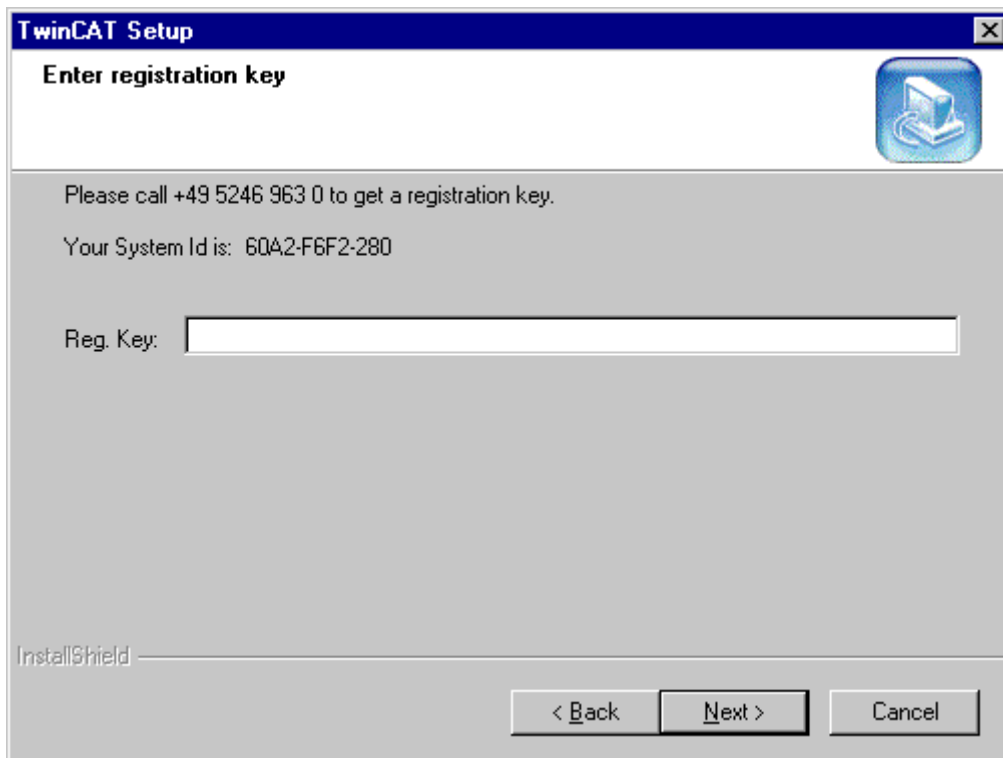 TwinCAT Setup
Enter registration key
Please call +49 5246 963 0 to get a registration key.
Your System Id is: 60A2-F6F2-280
Reg. Key:
InstallShield
< Back Next > Cancel